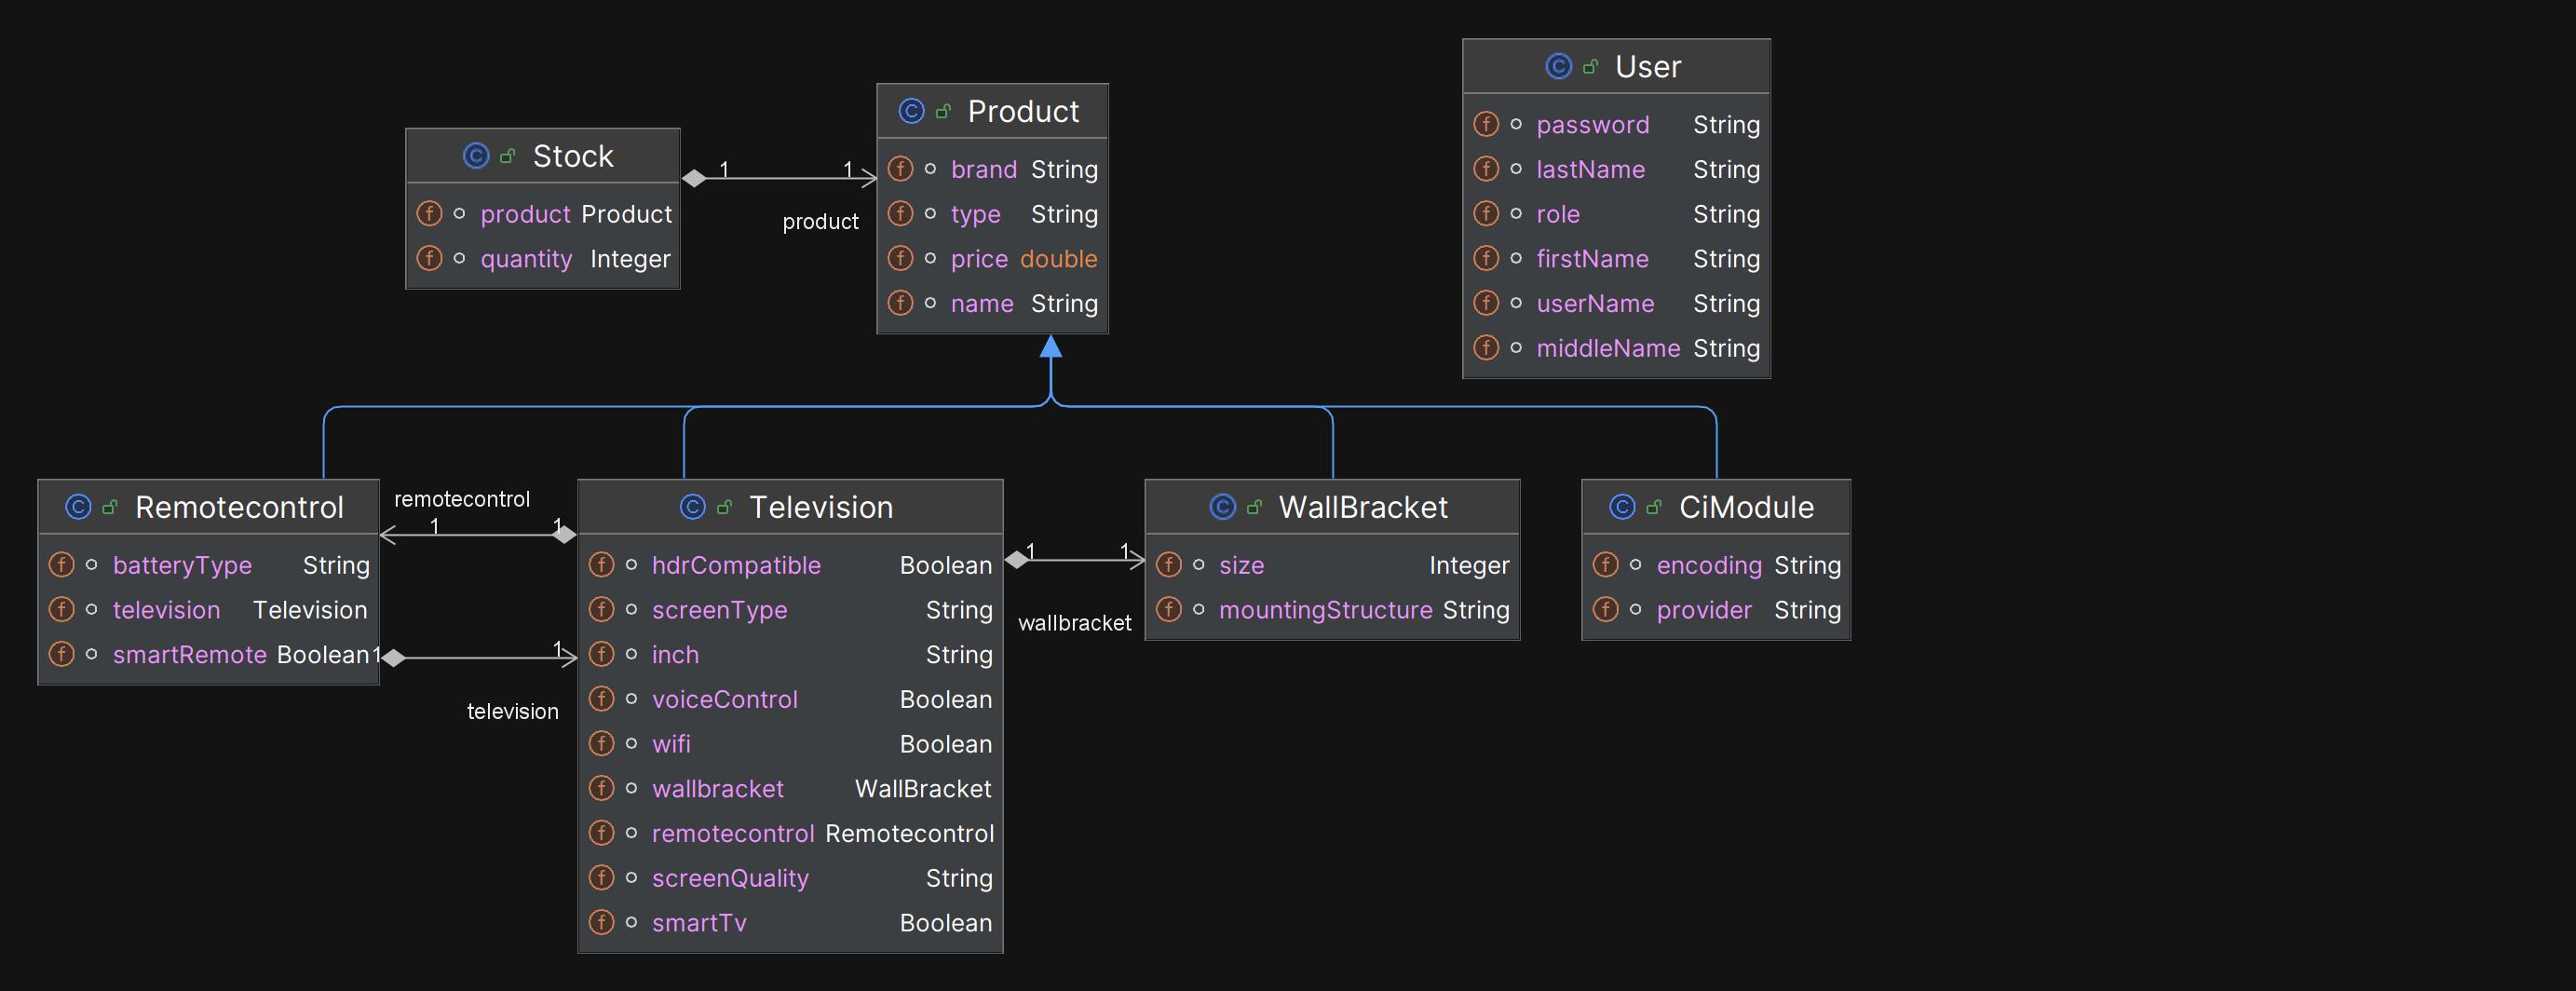 Stock
product Product
quantity Integer
1 1
product
Product
brand String
type String
price double
name String
User
password String
lastName String
role String
firstName String
userName String
middleName String
Remotecontrol
batteryType String
television Television
smartRemote Boolean
remotecontrol
1 1
1 1
television
Television
hdrCompatible Boolean
screenType String
inch String
voiceControl Boolean
wifi Boolean
wallbracket WallBracket
remotecontrol Remotecontrol
screenQuality String
smartTv Boolean
1 1
wallbracket
WallBracket
size Integer
mountingStructure String
CiModule
encoding String
provider String